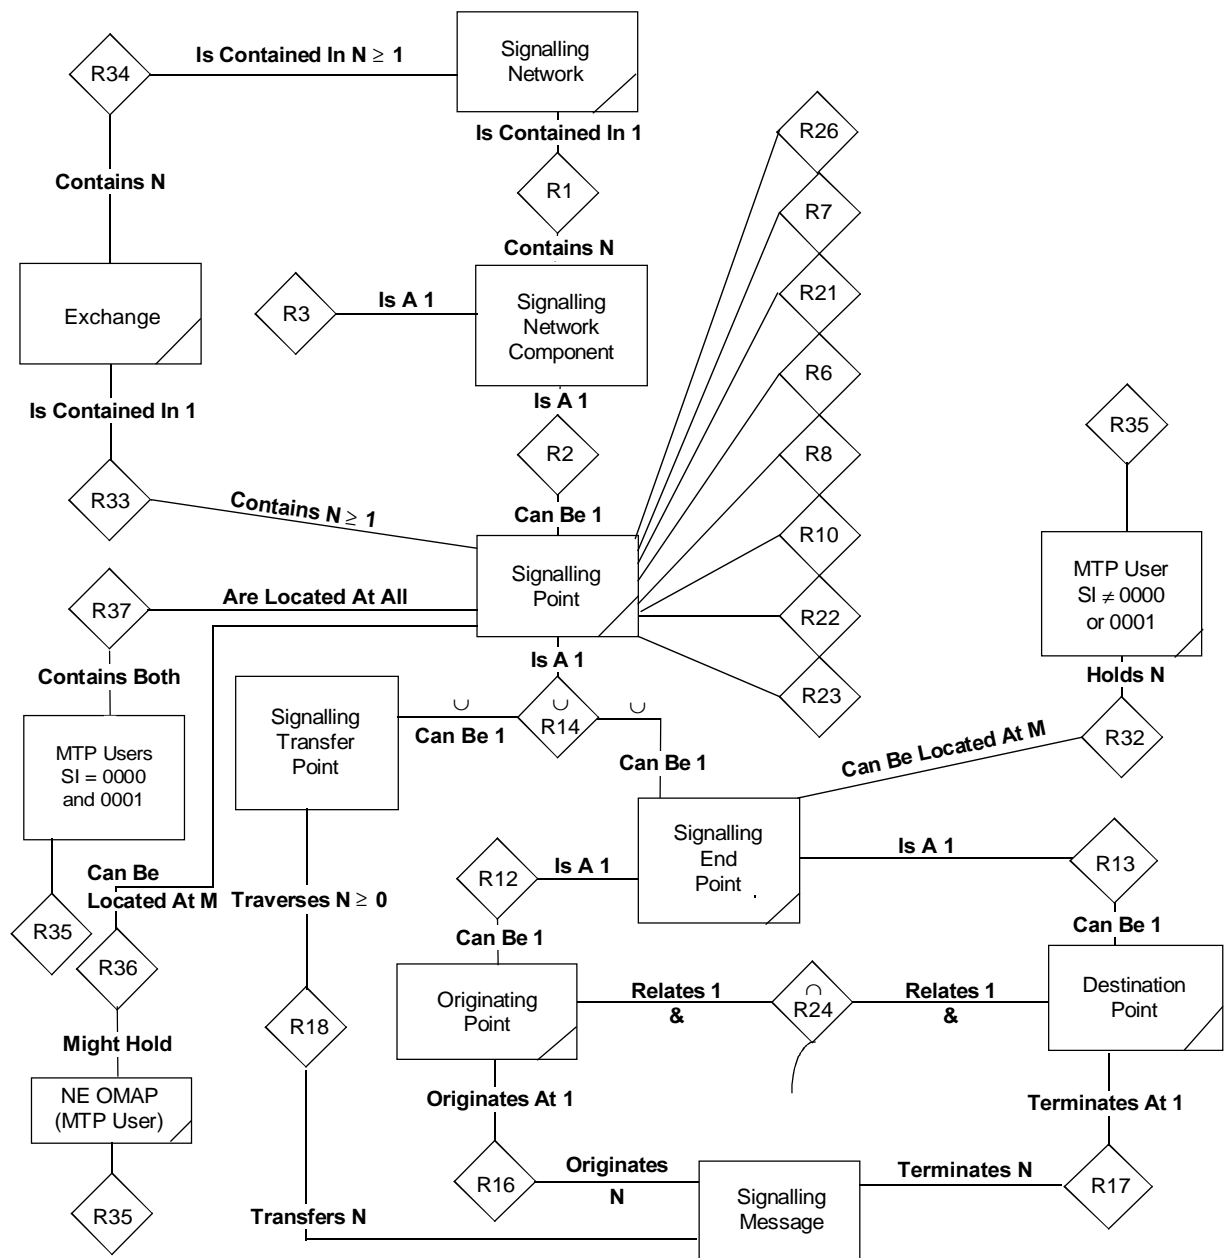 Signalling
Network
R34
Is Contained In N ≥ 1
Is Contained In 1
R26
Contains N
R1
R7
Contains N
Exchange
R3
Is A 1
Signalling
Network
Component
R21
R6
Is Contained In 1
Is A 1
R35
R2
R8
R33
Contains N ≥ 1
Can Be 1
R10
Signalling
Point
MTP User
SI ≠ 0000
or 0001
R37
Are Located At All
R22
Contains Both
Is A 1
Holds N
R23
Signalling
Transfer
Point
∪
∪
∪
R14
Can Be 1
Can Be 1
R32
Can Be Located At M
MTP Users
SI = 0000
and 0001
Signalling
End
Point
Can Be
Located At M
Traverses N ≥ 0
R12
Is A 1
Is A 1
R13
R35
Can Be 1
Can Be 1
R36
Originating
Point
Relates 1
&
∩
R24
Relates 1
&
Destination
Point
R18
Might Hold
NE OMAP
(MTP User)
Originates At 1
Terminates At 1
R35
R16
Originates
N
Signalling
Message
Terminates N
R17
Transfers N